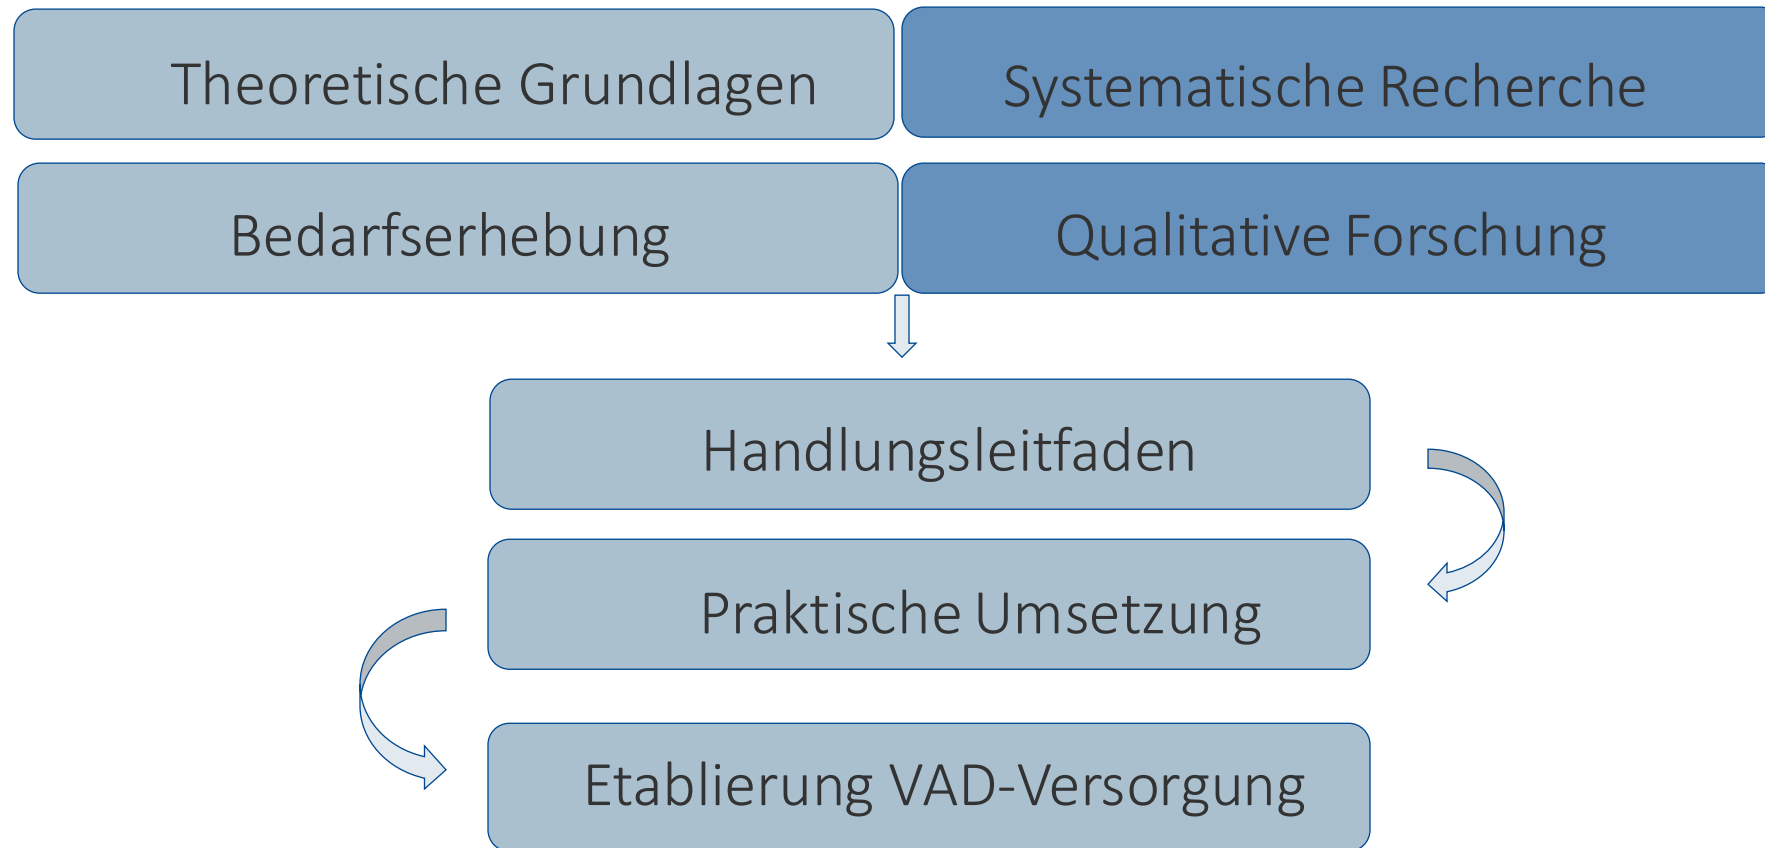 Theoretische Grundlagen
Systematische Recherche
Bedarfserhebung
Qualitative Forschung
Handlungsleitfaden
Praktische Umsetzung
Etablierung VAD-Versorgung